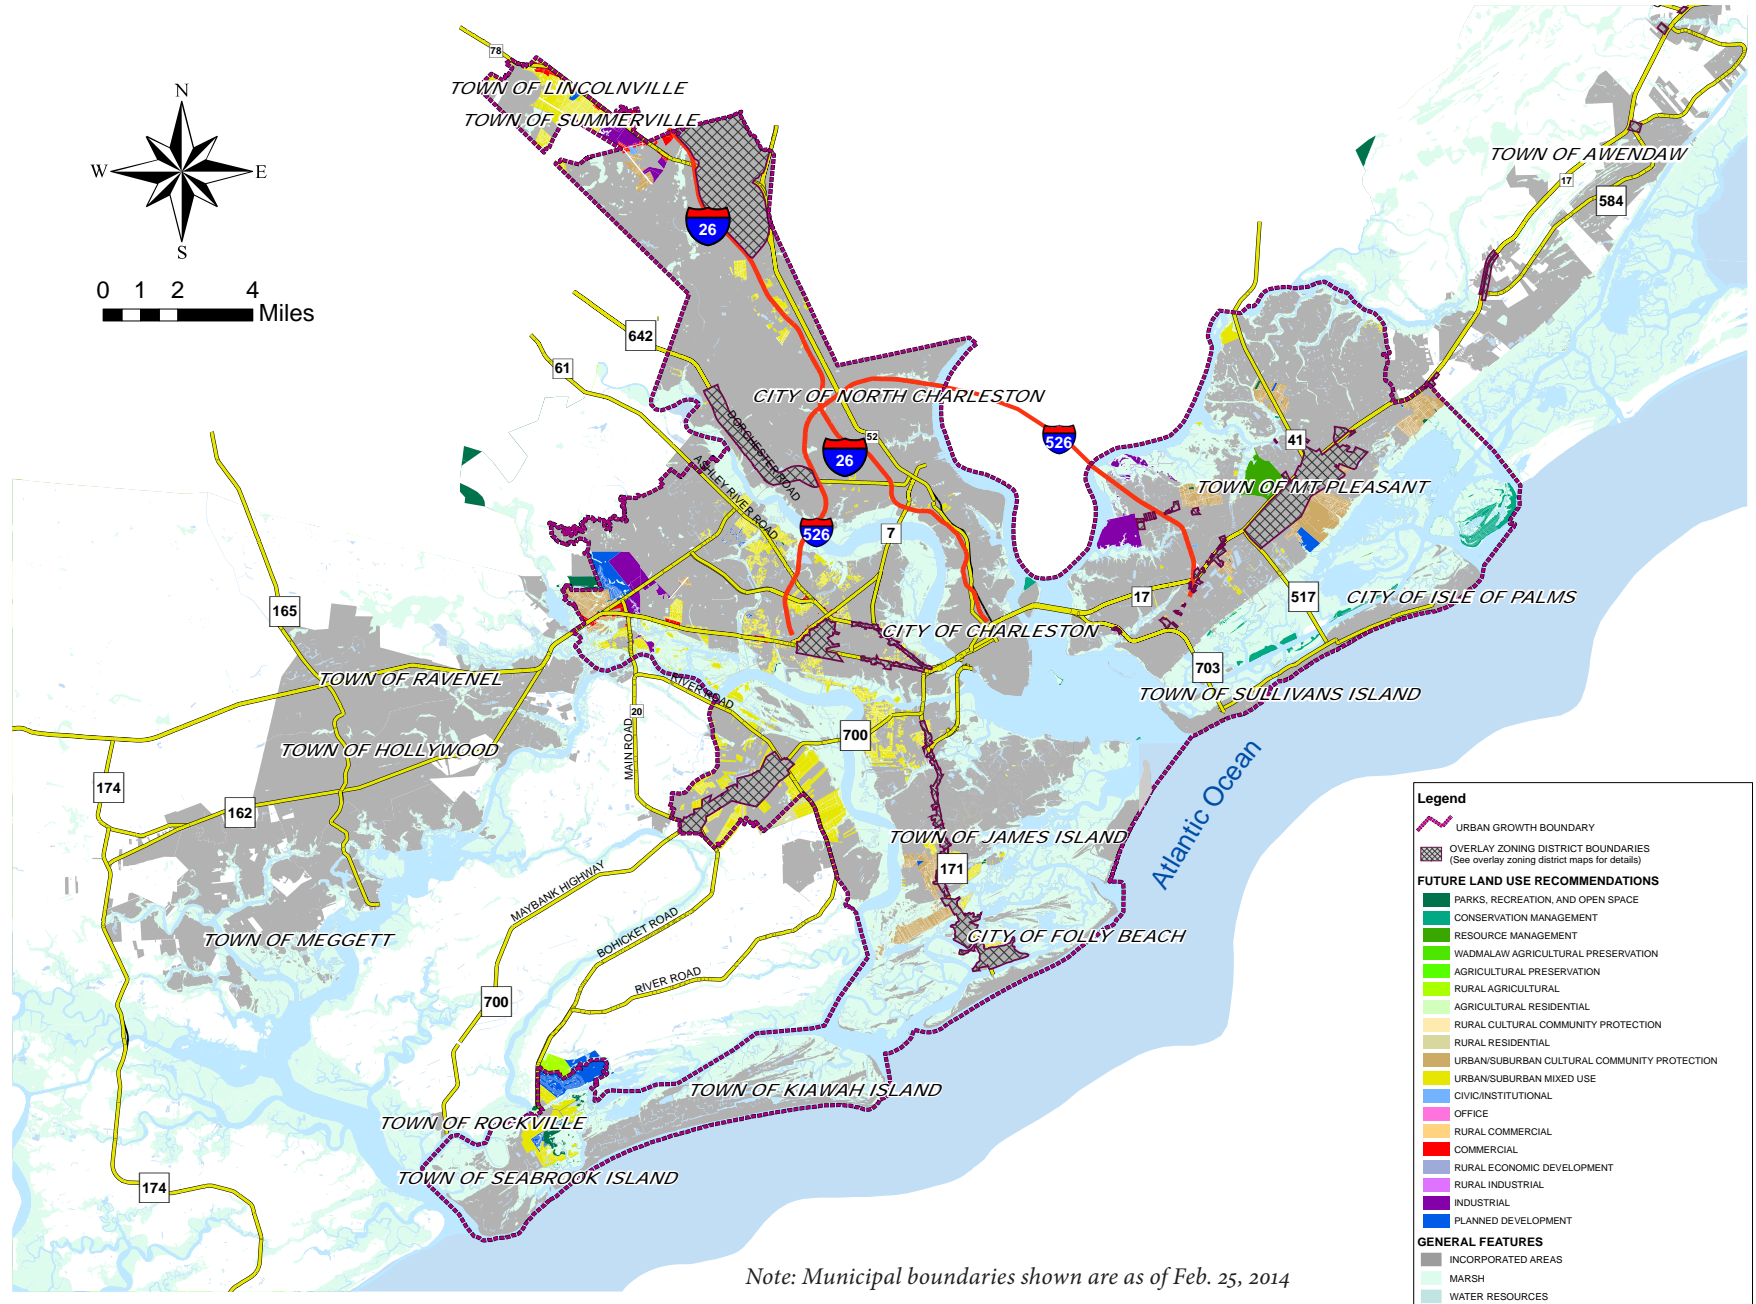 78
TOWN OF LINCOLNVILLE
TOWN OF SUMMERVILLE
N
W
E
S
0 1 2 4
Miles
26
TOWN OF AWENDAW
17
584
642
61
CITY OF NORTH CHARLESTON
DORCHESTER ROAD
52
26
526
41
ASHLEY RIVER ROAD
TOWN OF MT PLEASANT
526
7
165
17
517
CITY OF ISLE OF PALMS
CITY OF CHARLESTON
703
TOWN OF RAVENEL
RIVER ROAD
TOWN OF SULLIVANS ISLAND
20
MAIN ROAD
700
TOWN OF HOLLYWOOD
174
162
Atlantic Ocean
TOWN OF JAMES ISLAND
171
MAYBANK HIGHWAY
BOHICKET ROAD
TOWN OF MEGGETT
CITY OF FOLLY BEACH
RIVER ROAD
700
TOWN OF KIAWAH ISLAND
TOWN OF ROCKVILLE
TOWN OF SEABROOK ISLAND
174
Legend
URBAN GROWTH BOUNDARY
OVERLAY ZONING DISTRICT BOUNDARIES
(See overlay zoning district maps for details)
FUTURE LAND USE RECOMMENDATIONS
PARKS, RECREATION, AND OPEN SPACE
CONSERVATION MANAGEMENT
RESOURCE MANAGEMENT
WADMALAW AGRICULTURAL PRESERVATION
AGRICULTURAL PRESERVATION
RURAL AGRICULTURAL
AGRICULTURAL RESIDENTIAL
RURAL CULTURAL COMMUNITY PROTECTION
RURAL RESIDENTIAL
URBAN/SUBURBAN CULTURAL COMMUNITY PROTECTION
URBAN/SUBURBAN MIXED USE
CIVIC/INSTITUTIONAL
OFFICE
RURAL COMMERCIAL
COMMERCIAL
RURAL ECONOMIC DEVELOPMENT
RURAL INDUSTRIAL
INDUSTRIAL
PLANNED DEVELOPMENT
GENERAL FEATURES
INCORPORATED AREAS
MARSH
WATER RESOURCES
Note: Municipal boundaries shown are as of Feb. 25, 2014